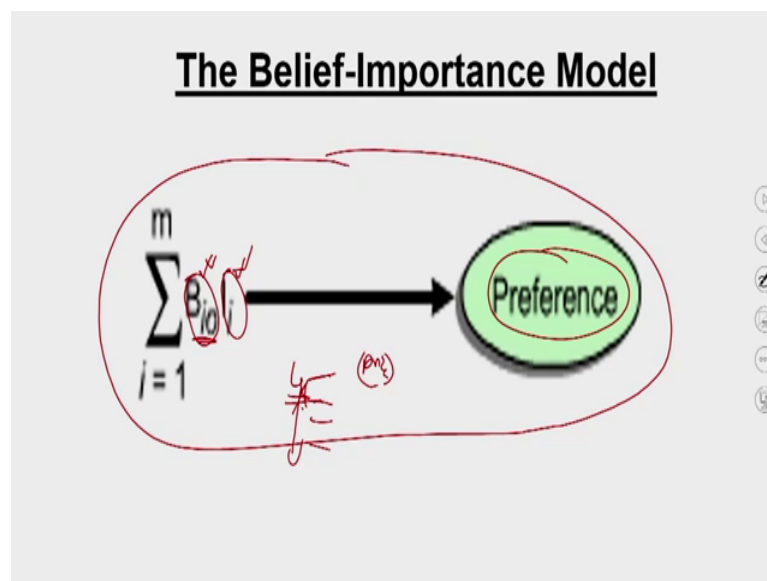 The Belief-Importance Model
m
∑ B_io I_i
i = 1
Preference